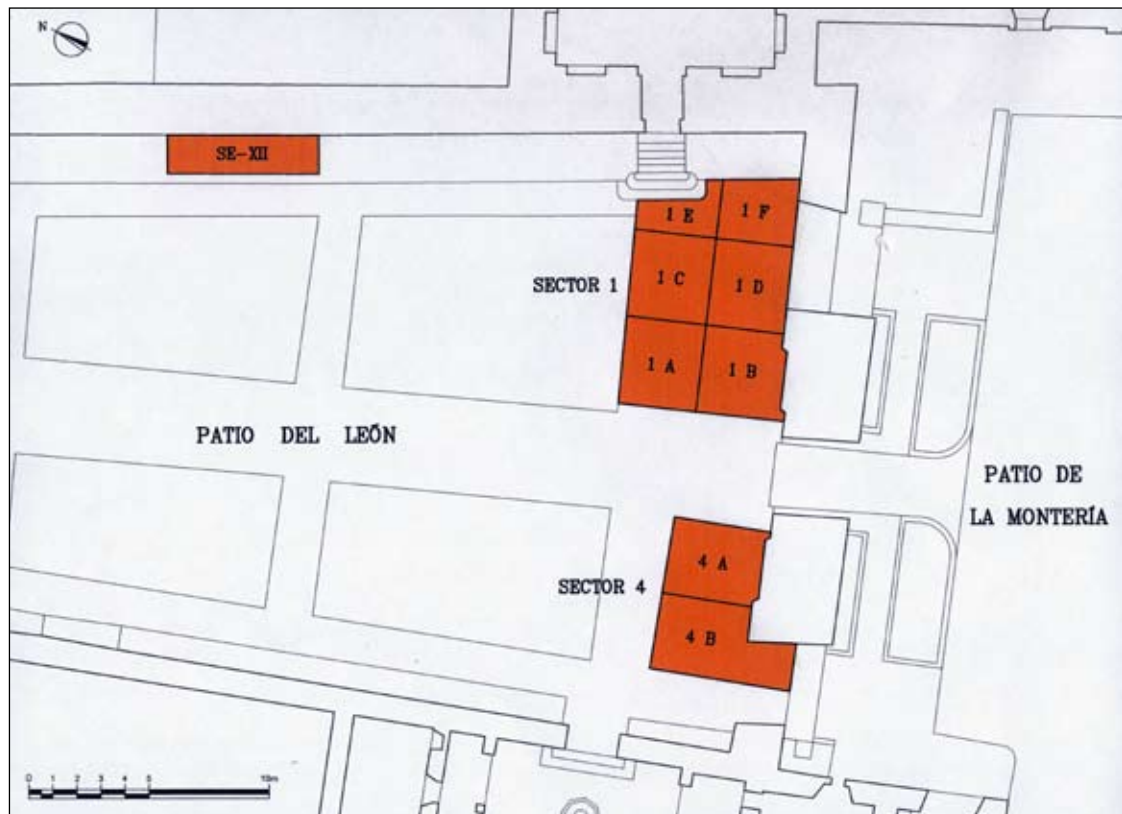 N
SE-XII
1 E
1 F
SECTOR 1
1 C
1 D
1 A
1 B
PATIO DEL LEÓN
PATIO DE
LA MONTERÍA
4 A
SECTOR 4
4 B
0 1 2 3 4 5 10m